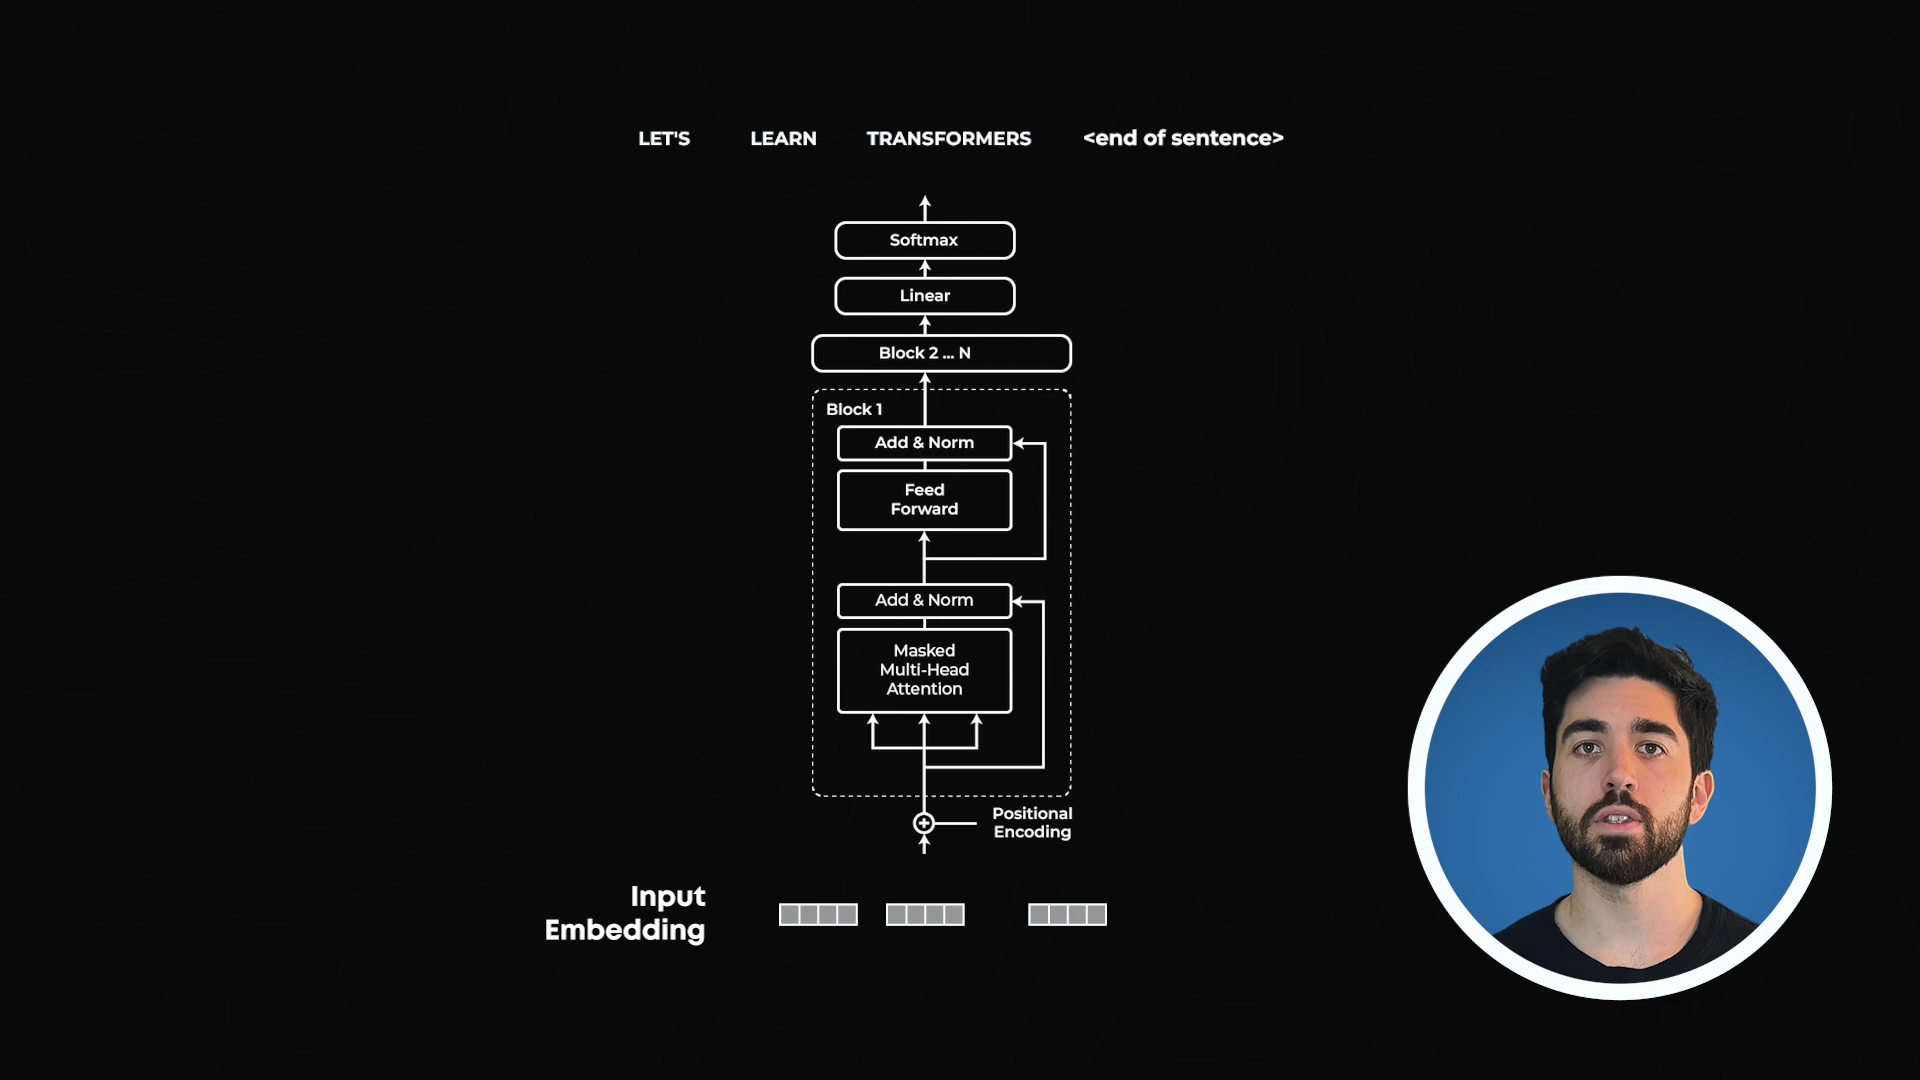 LET'S LEARN TRANSFORMERS <end of sentence>
Softmax
Linear
Block 2 ... N
Block 1
Add & Norm
Feed
Forward
Add & Norm
Masked
Multi-Head
Attention
Positional
Encoding
Input
Embedding